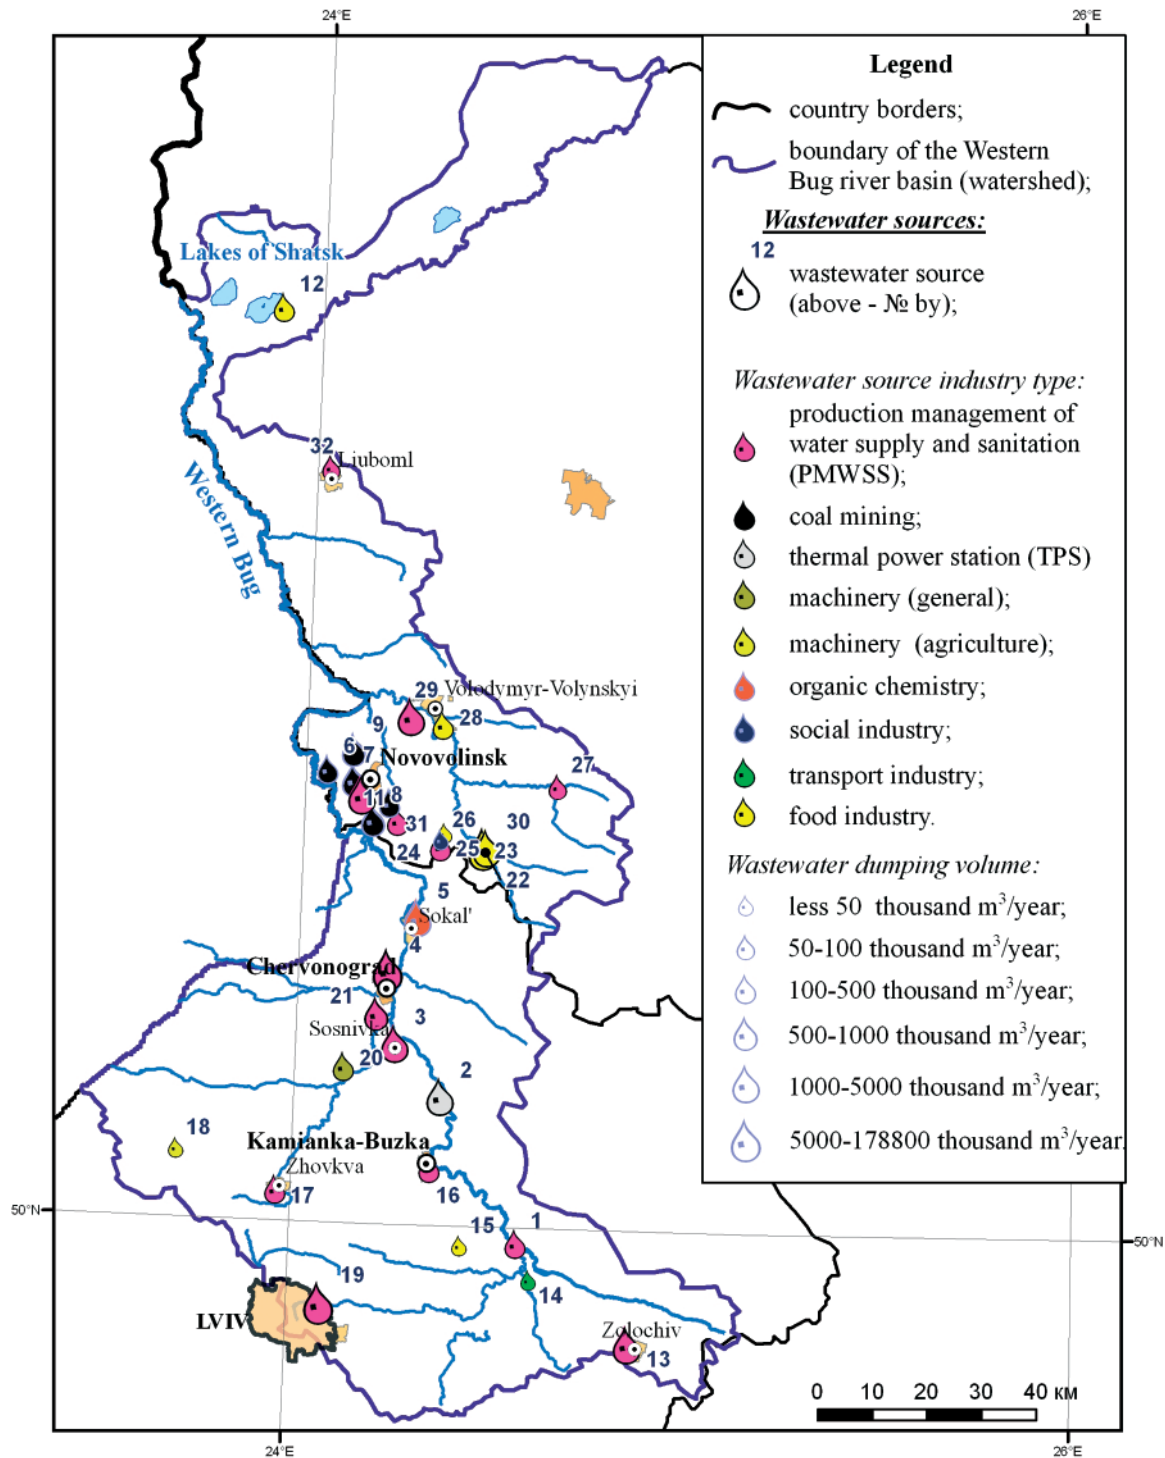 24°E
26°E
Legend
country borders;
boundary of the Western
Bug river basin (watershed);
Wastewater sources:
12
wastewater source
(above - № by);
Wastewater source industry type:
production management of
water supply and sanitation
(PMWSS);
coal mining;
thermal power station (TPS)
machinery (general);
machinery (agriculture);
organic chemistry;
social industry;
transport industry;
food industry.
Wastewater dumping volume:
less 50 thousand m³/year;
50-100 thousand m³/year;
100-500 thousand m³/year;
500-1000 thousand m³/year;
1000-5000 thousand m³/year;
5000-178800 thousand m³/year.
Lakes of Shatsk
12
32
Ljuboml
Western Bug
29
Volodymyr-Volynskyi
28
9
6
7
Novovolinsk
27
11
8
31
26
30
24
25
23
22
5
Sokal'
4
Chervonograd
21
3
Sosnivka
20
2
18
Kamianka-Buzka
Zhovkva
17
16
50°N
15
1
50°N
19
14
LVIV
Zolochiv
13
0 10 20 30 40 км
24°E
26°E